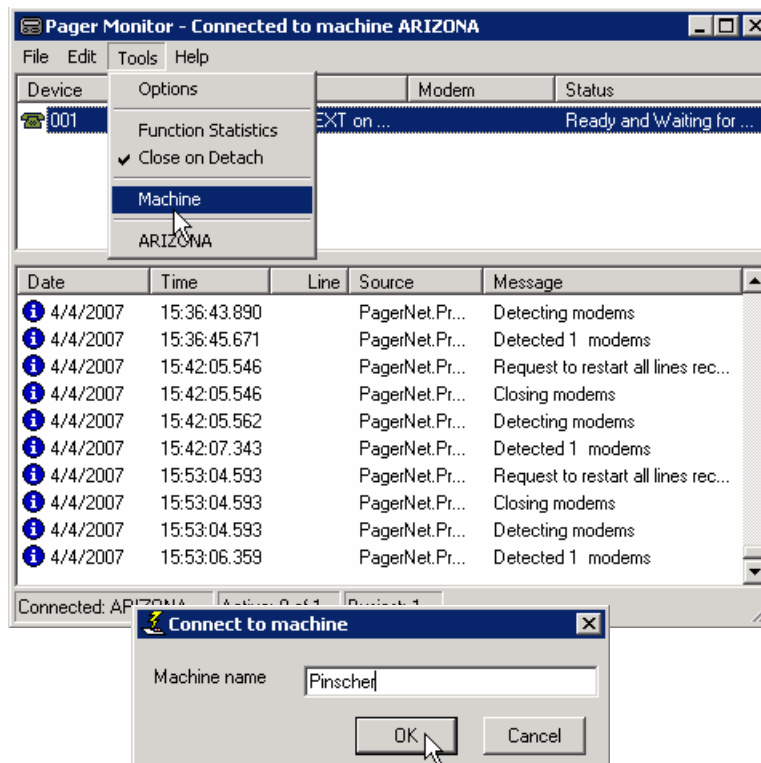 Pager Monitor - Connected to machine ARIZONA
File Edit Tools Help
Device Modem Status
001 EXT on ... Ready and Waiting for ...
Options
Function Statistics
Close on Detach
Machine
ARIZONA
Date Time Line Source Message
4/4/2007 15:36:43.890 PagerNet.Pr... Detecting modems
4/4/2007 15:36:45.671 PagerNet.Pr... Detected 1 modems
4/4/2007 15:42:05.546 PagerNet.Pr... Request to restart all lines rec...
4/4/2007 15:42:05.546 PagerNet.Pr... Closing modems
4/4/2007 15:42:05.562 PagerNet.Pr... Detecting modems
4/4/2007 15:42:07.343 PagerNet.Pr... Detected 1 modems
4/4/2007 15:53:04.593 PagerNet.Pr... Request to restart all lines rec...
4/4/2007 15:53:04.593 PagerNet.Pr... Closing modems
4/4/2007 15:53:04.593 PagerNet.Pr... Detecting modems
4/4/2007 15:53:06.359 PagerNet.Pr... Detected 1 modems
Connected: ARIZONA Active: 0 of 1
Connect to machine
Machine name Pinscher
OK Cancel